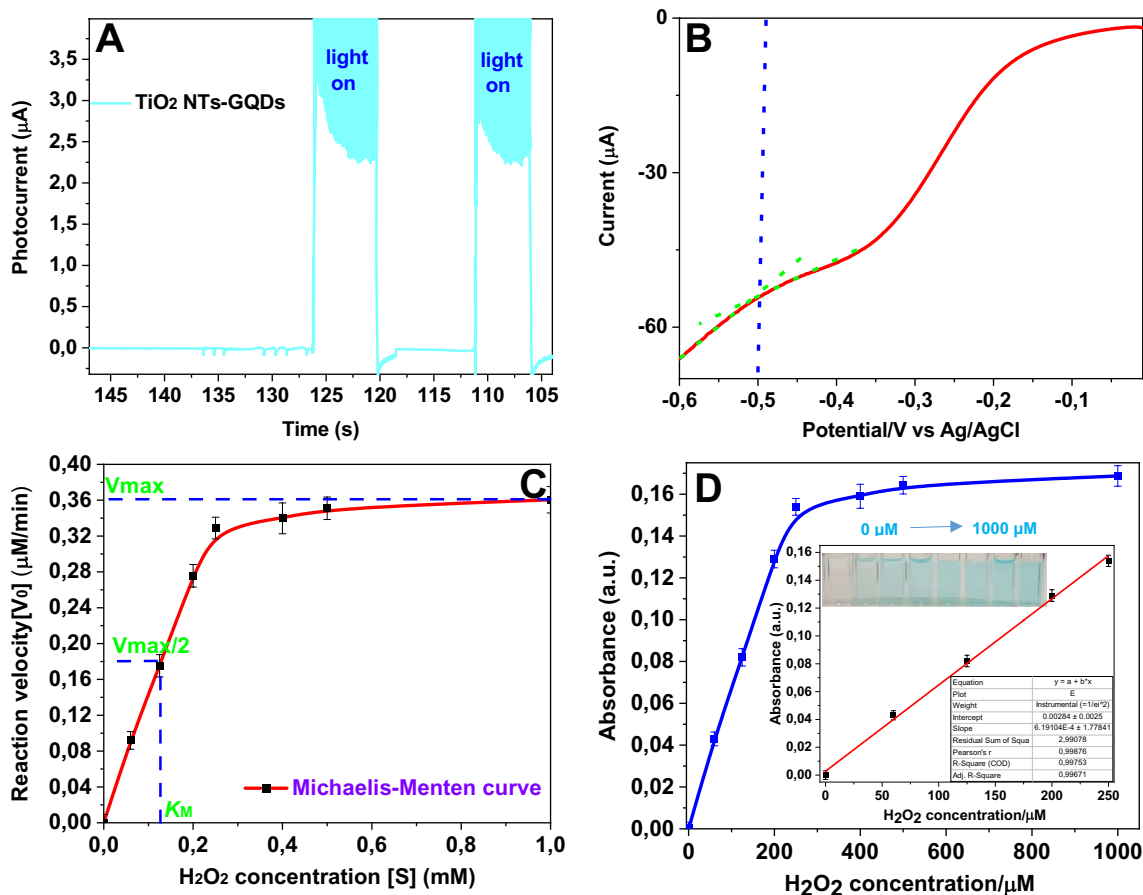 A
light
on
light
on
TiO2 NTs-GQDs
3,5
3,0
2,5
2,0
1,5
1,0
0,5
0,0
Photocurrent (μA)
145 140 135 130 125 120 115 110 105
Time (s)
B
0
-30
-60
Current (μA)
-0,6 -0,5 -0,4 -0,3 -0,2 -0,1
Potential/V vs Ag/AgCl
C
0,40
0,36
0,32
0,28
0,24
0,20
0,16
0,12
0,08
0,04
0,00
Reaction velocity[V0] (μM/min)
Vmax
Vmax/2
KM
Michaelis-Menten curve
0,0 0,2 0,4 0,6 0,8 1,0
H2O2 concentration [S] (mM)
D
0,16
0,14
0,12
0,10
0,08
0,06
0,04
0,02
0,00
Absorbance (a.u.)
0 μM 1000 μM
0,16
0,14
0,12
0,10
0,08
0,06
0,04
0,02
0,00
Absorbance (a.u.)
Equation y = a + b*x
Plot E
Weight Instrumental (=1/ei^2)
Intercept 0.00284 ± 0.0025
Slope 6.19104E-4 ± 1.77841
Residual Sum of Squa 2,99078
Pearson's r 0,99876
R-Square (COD) 0,99753
Adj. R-Square 0,99671
0 50 100 150 200 250
H2O2 concentration/μM
0 200 400 600 800 1000
H2O2 concentration/μM